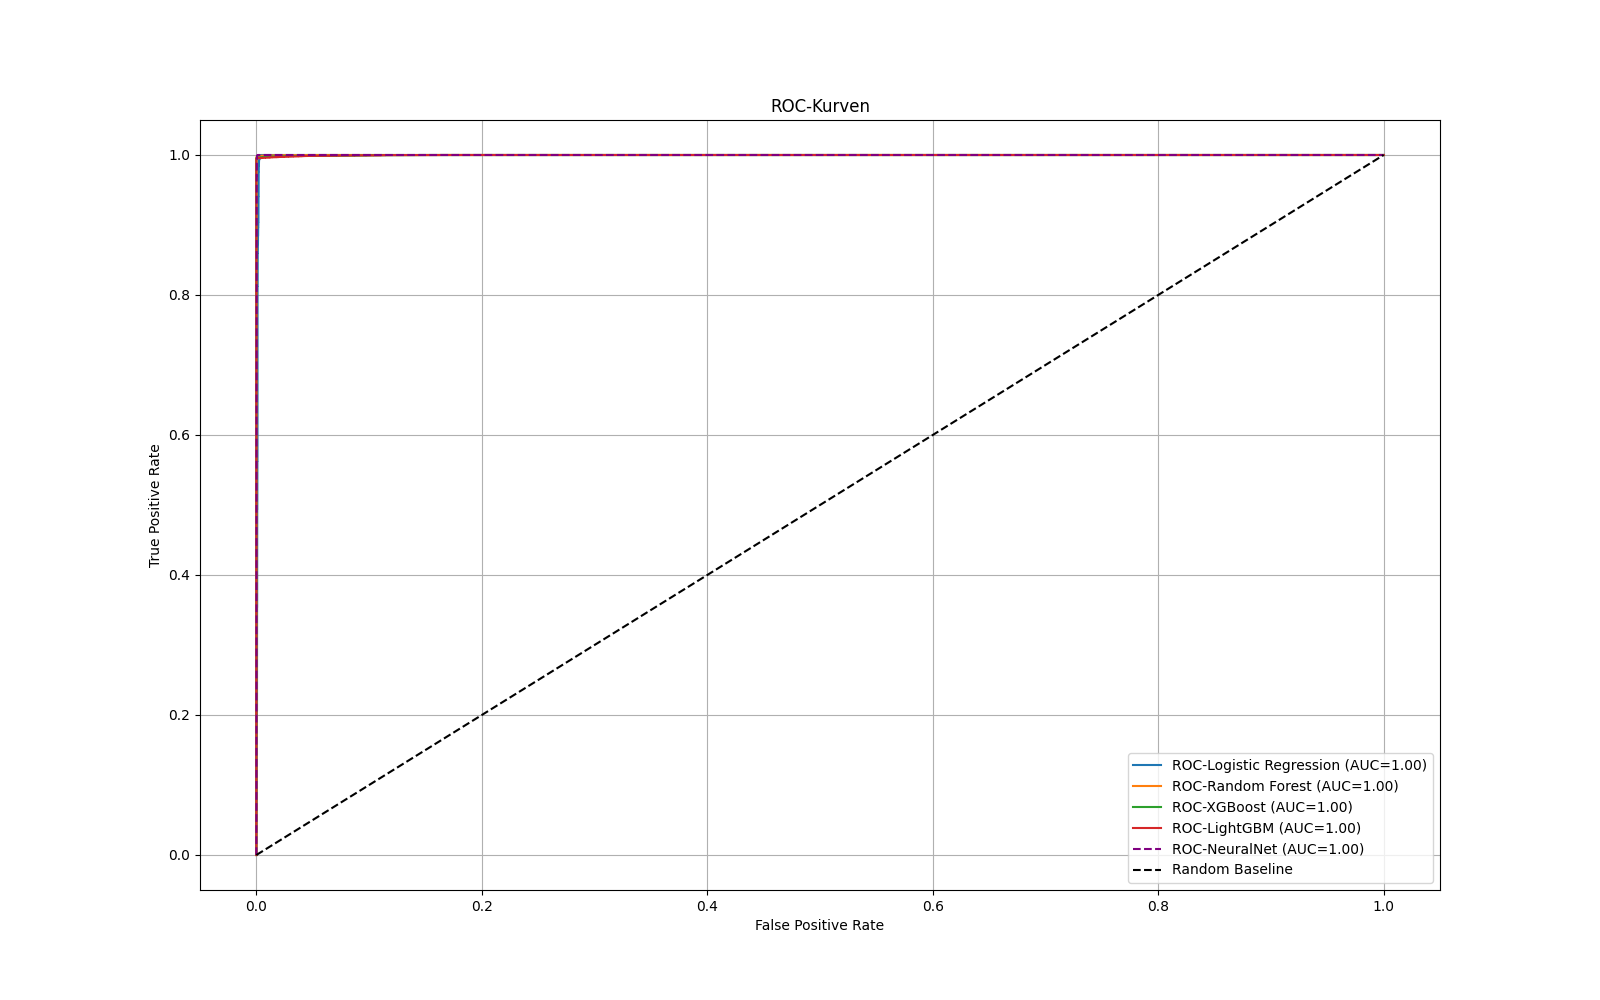 ROC-Kurven
True Positive Rate
1.0
0.8
0.6
0.4
0.2
0.0
0.0 0.2 0.4 0.6 0.8 1.0
False Positive Rate
ROC-Logistic Regression (AUC=1.00)
ROC-Random Forest (AUC=1.00)
ROC-XGBoost (AUC=1.00)
ROC-LightGBM (AUC=1.00)
ROC-NeuralNet (AUC=1.00)
Random Baseline